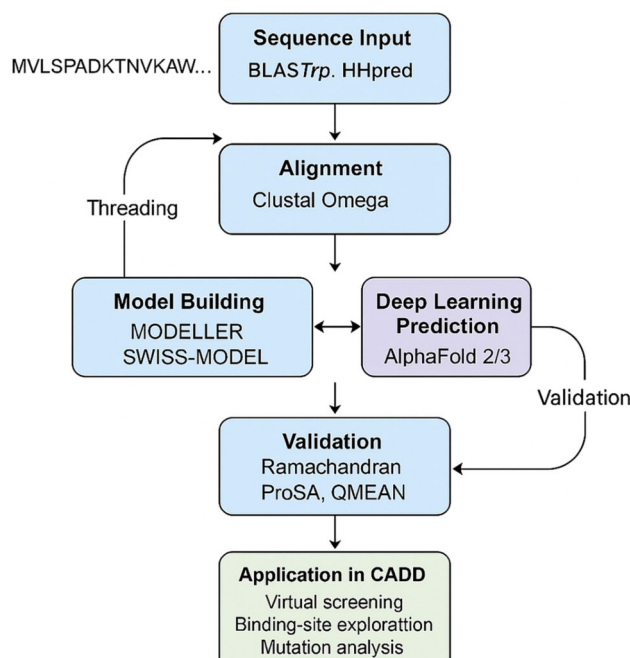 Sequence Input
MVLSPADKTNVKAW...
BLASTrp. HHpred
Alignment
Clustal Omega
Threading
Model Building
MODELLER
SWISS-MODEL
Deep Learning
Prediction
AlphaFold 2/3
Validation
Validation
Ramachandran
ProSA, QMEAN
Application in CADD
Virtual screening
Binding-site explorattion
Mutation analysis